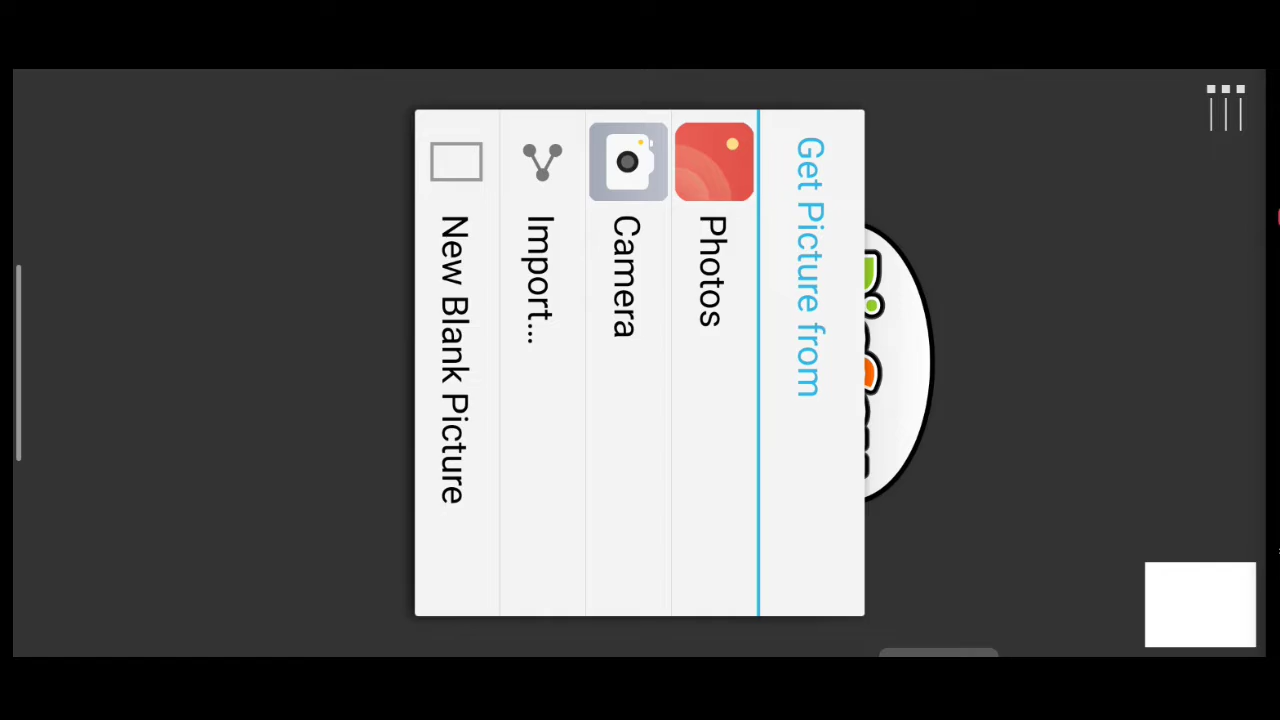 Get Picture from
Photos
Camera
Import...
New Blank Picture